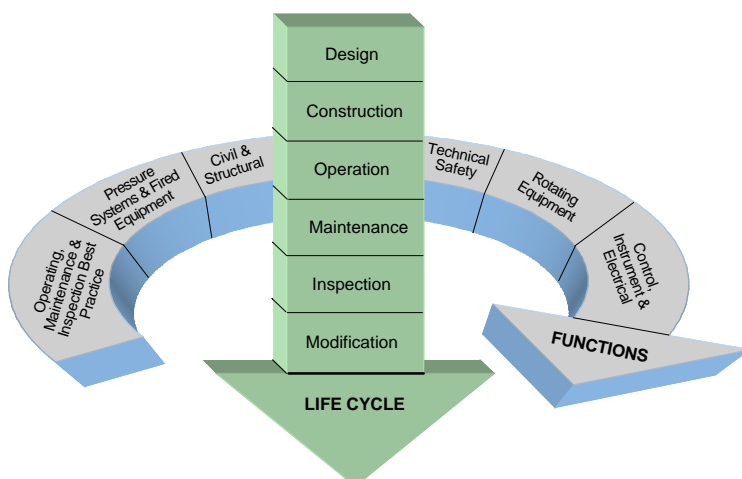 Design
Construction
Operation
Maintenance
Inspection
Modification
LIFE CYCLE
Operating,
Maintenance &
Inspection Best
Practice
Pressure
Systems & Fired
Equipment
Civil &
Structural
Technical
Safety
Rotating
Equipment
Control,
Instrument &
Electrical
FUNCTIONS